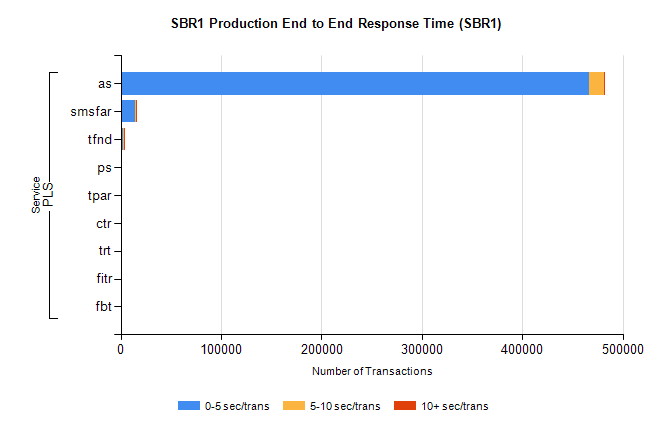 SBR1 Production End to End Response Time (SBR1)
as
smsfar
tfnd
ps
tpar
ctr
trt
fitr
fbt
Service
PLS
0 100000 200000 300000 400000 500000
Number of Transactions
0-5 sec/trans 5-10 sec/trans 10+ sec/trans